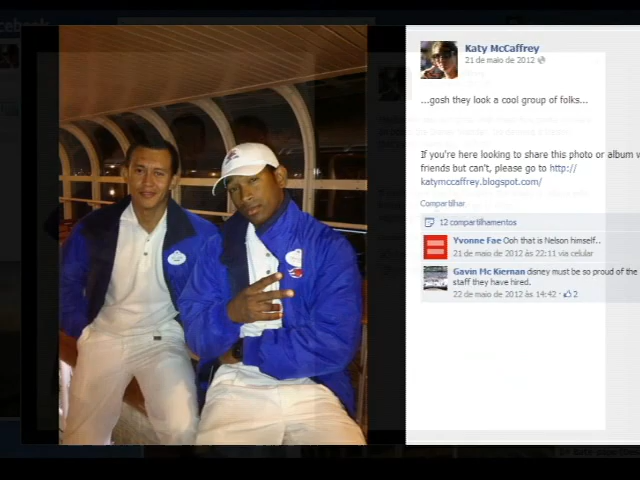 cebook
Katy McCaffrey
21 de maio de 2012
...gosh they look a cool group of folks...
If you're here looking to share this photo or album w
friends but can't, please go to http://
katymccaffrey.blogspot.com/
Compartilhar
12 compartilhamentos
Yvonne Fae Ooh that is Nelson himself..
21 de maio de 2012 às 22:11 via celular
Gavin Mc Kiernan disney must be so proud of the
staff they have hired.
22 de maio de 2012 às 14:42 · 2